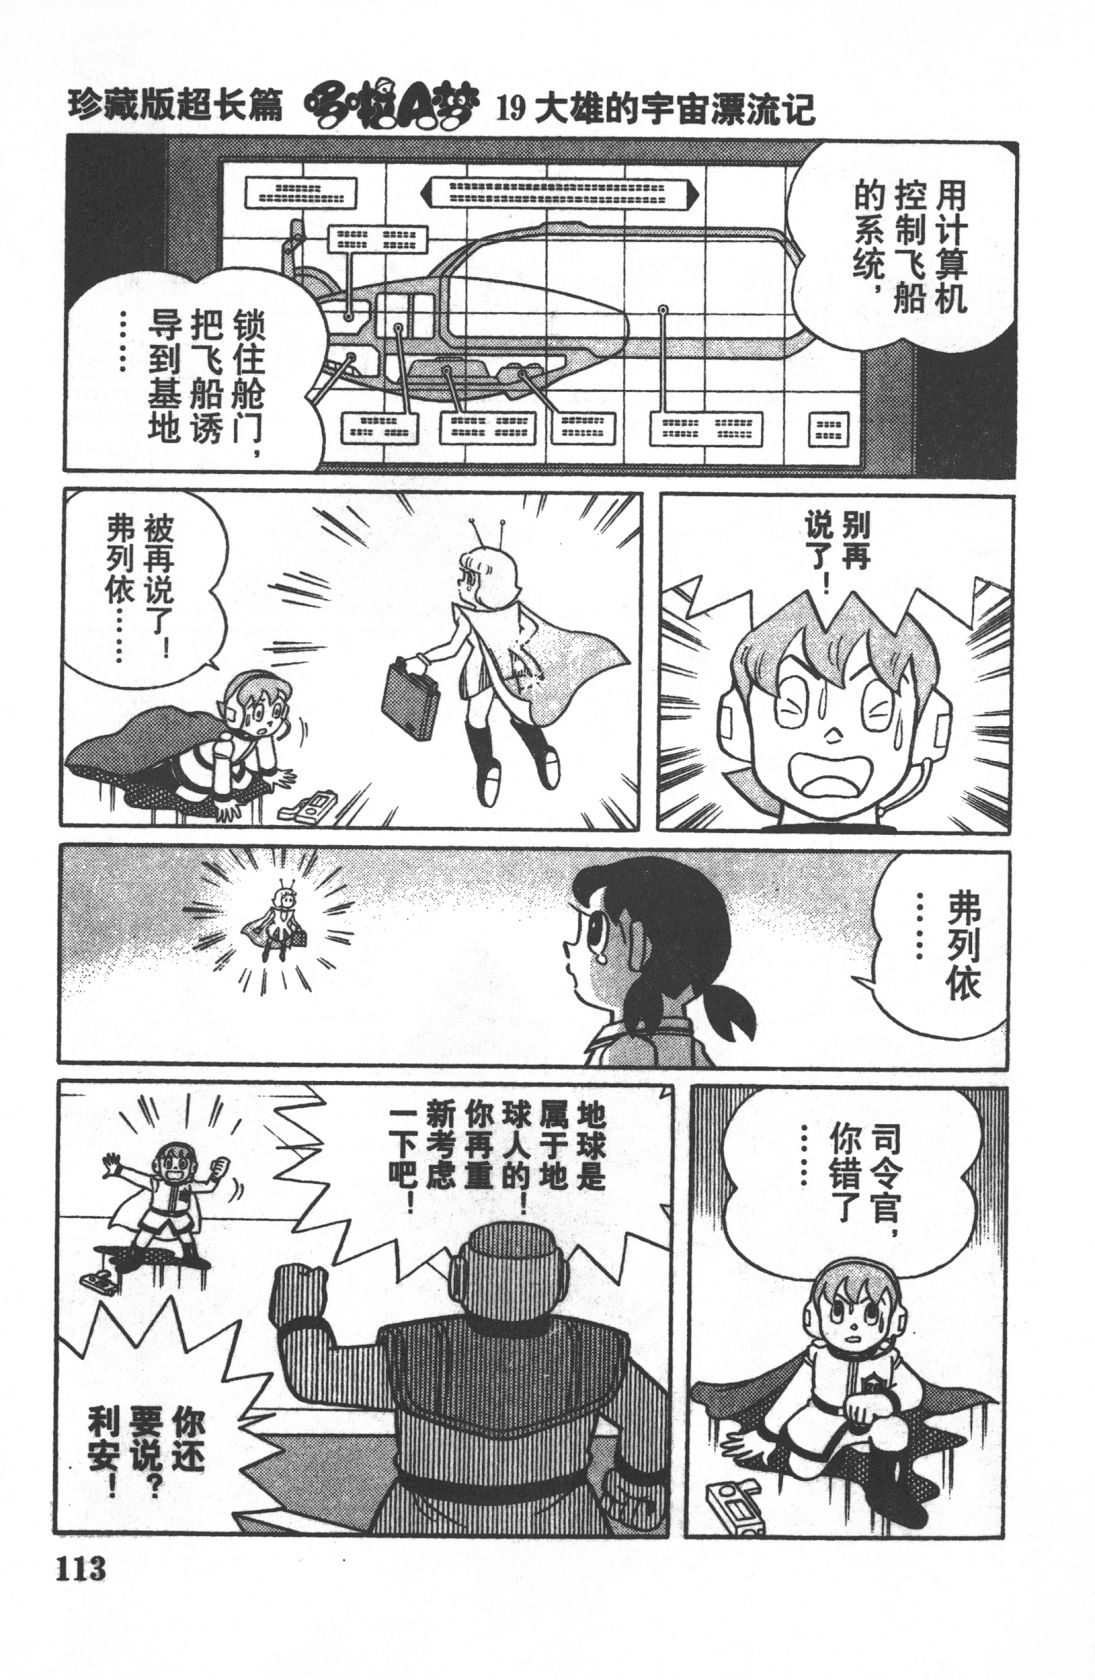 珍藏版超长篇 哆啦A梦 19 大雄的宇宙漂流记
用计算机
控制飞船
的系统，
锁住舱门，
把飞船诱
导到基地
……
别再
说了！
被再说了！
弗列依……
弗列依
……
司令官，
你错了
……
地球是
属于地
球人的！
你再重
新考虑
一下吧！
你还
要说？
利安！
113